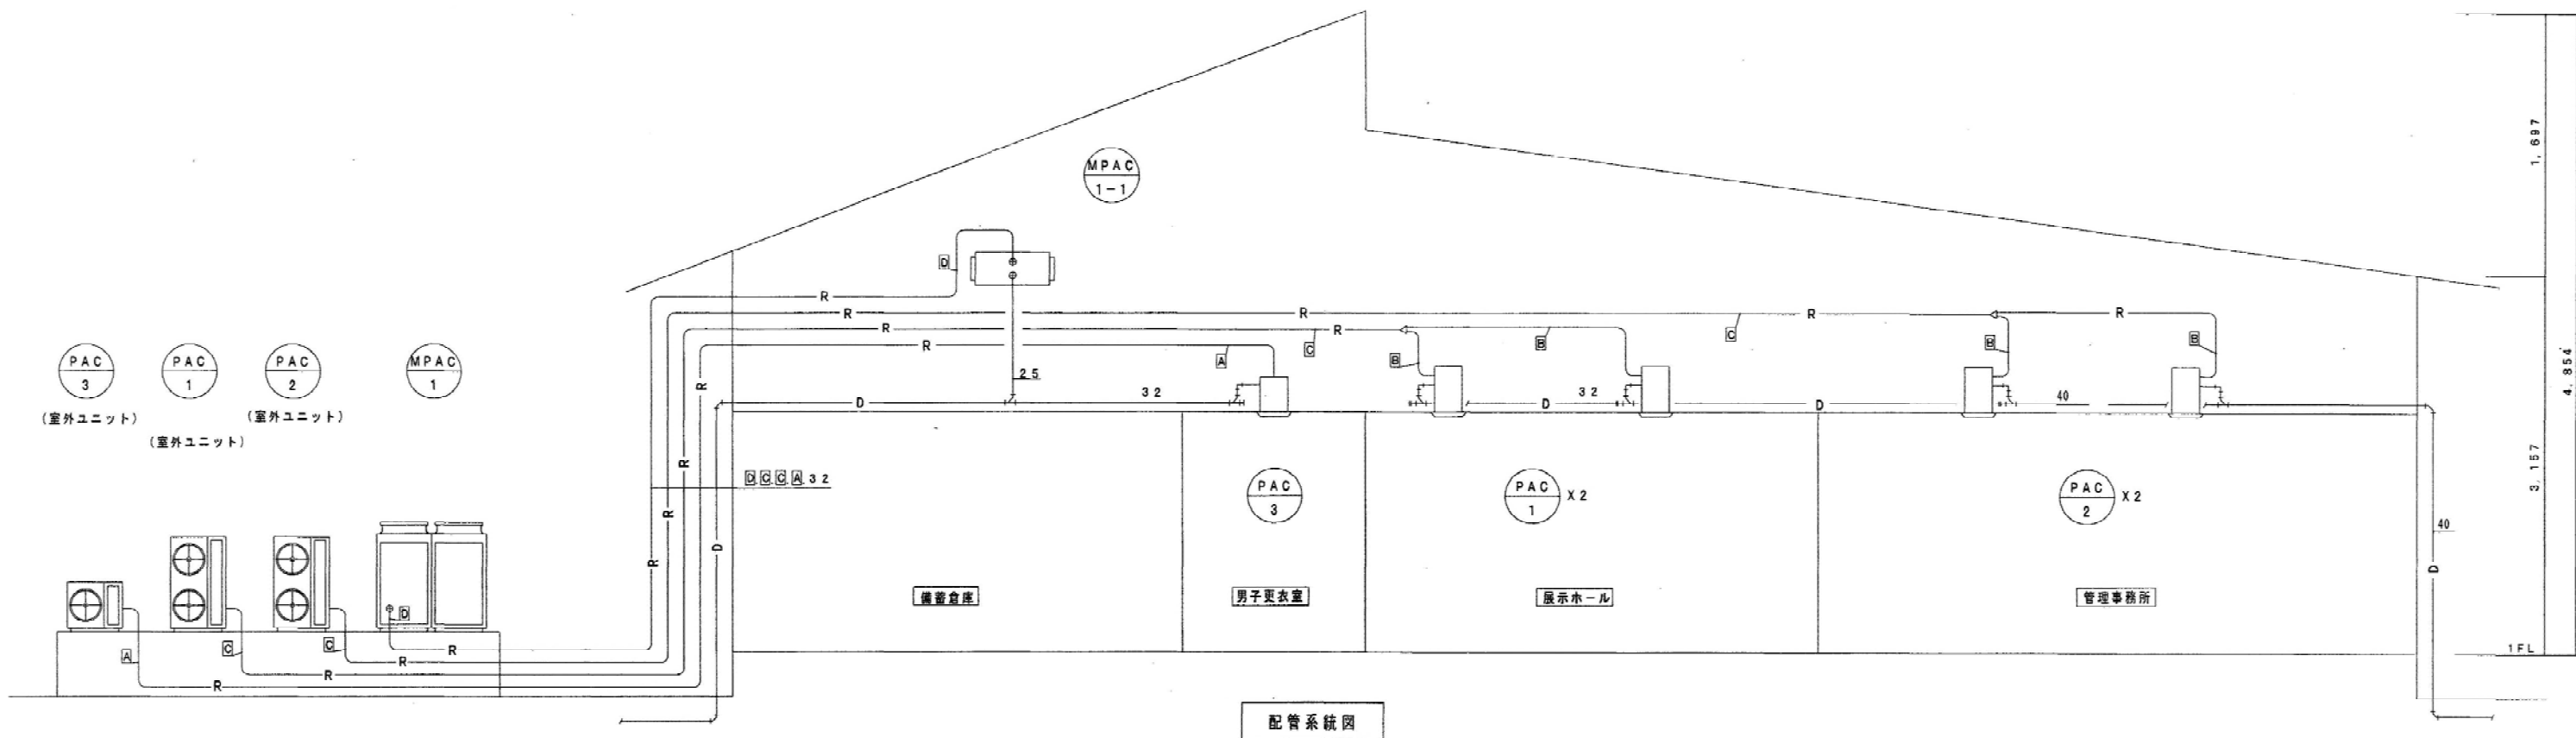 MPAC
1-1
1,697
D
R
R
R
R
R
R
R
R
A
C
C
B
B
B
B
PAC
3
PAC
1
PAC
2
MPAC
1
(室外ユニット)
(室外ユニット)
(室外ユニット)
25
D
32
D
32
D
40
4,854
R
R
R
R
D
D.C.C.A.32
PAC
3
PAC
1
X2
PAC
2
X2
3,157
40
D
備蓄倉庫
男子更衣室
展示ホール
管理事務所
D
A
C
C
R
R
R
R
1FL
配管系統図